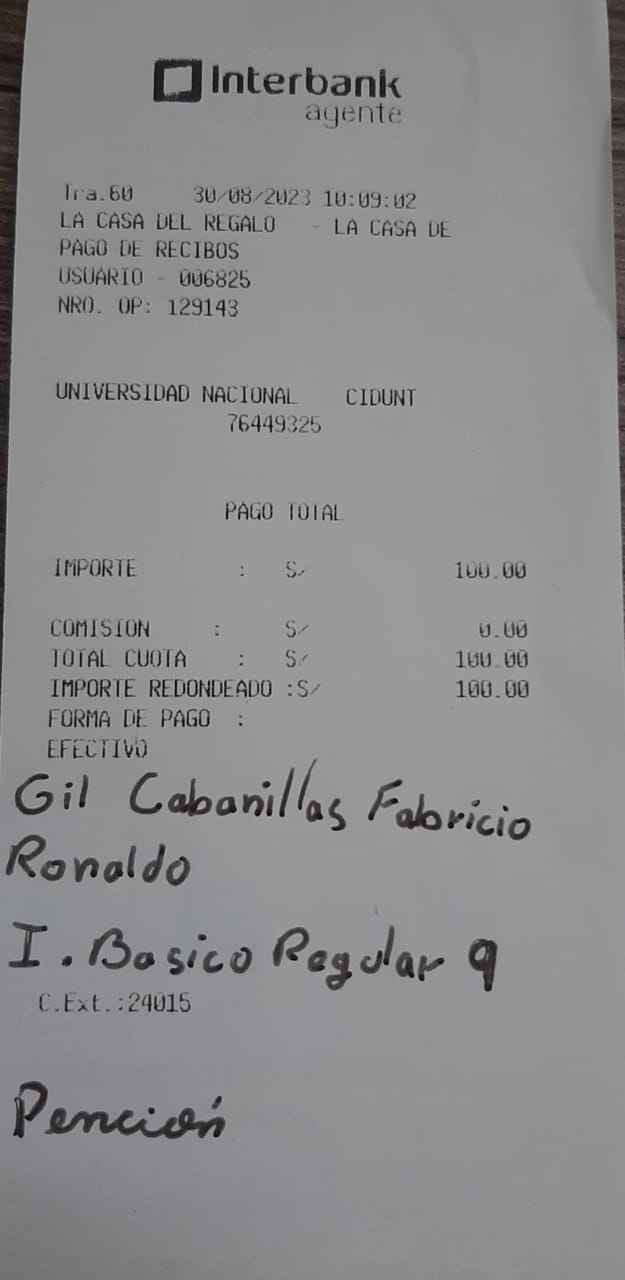 Interbank
agente
Tra.60 30/08/2023 10:09:02
LA CASA DEL REGALO - LA CASA DE
PAGO DE RECIBOS
USUARIO - 006825
NRO. OP: 129143
UNIVERSIDAD NACIONAL CIDUNT
76449325
PAGO TOTAL
IMPORTE : S/ 100.00
COMISION : S/ 0.00
TOTAL CUOTA : S/ 100.00
IMPORTE REDONDEADO :S/ 100.00
FORMA DE PAGO :
EFECTIVO
Gil Cabanillas Fabricio
Ronaldo
I. Basico Regular 9
C.Ext.:24015
Pención